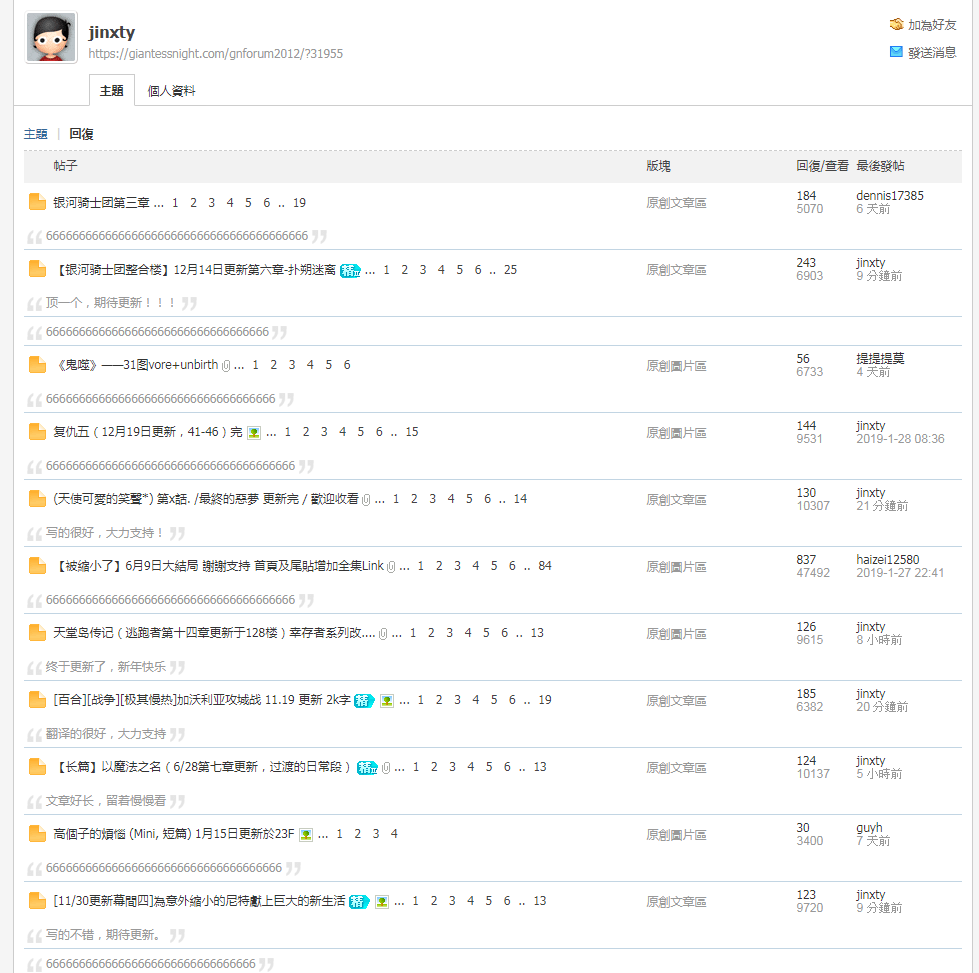 jinxty
https://giantessnight.com/gnforum2012/?31955
加為好友
發送消息
主題 個人資料
主題 | 回復
帖子 版塊 回復/查看 最後發帖
银河骑士团第三章 ... 1 2 3 4 5 6 .. 19 原創文章區 184 dennis17385
5070 6 天前
66666666666666666666666666666666666666666
【银河骑士团整合楼】12月14日更新第六章-扑朔迷离 精 ... 1 2 3 4 5 6 .. 25 原創文章區 243 jinxty
6903 9 分鐘前
顶一个，期待更新！！！
66666666666666666666666666666666666
《鬼噬》——31图vore+unbirth ... 1 2 3 4 5 6 原創圖片區 56 提提提莫
6733 4 天前
666666666666666666666666666666666666
复仇五（12月19日更新，41-46）完 ... 1 2 3 4 5 6 .. 15 原創圖片區 144 jinxty
9531 2019-1-28 08:36
666666666666666666666666666666666666666
(天使可愛的笑聲*) 第x話. /最終的惡夢 更新完 / 歡迎收看 ... 1 2 3 4 5 6 .. 14 原創文章區 130 jinxty
10307 21 分鐘前
写的很好，大力支持！
【被縮小了】6月9日大結局 謝謝支持 首頁及尾貼增加全集Link ... 1 2 3 4 5 6 .. 84 原創圖片區 837 haizei12580
47492 2019-1-27 22:41
666666666666666666666666666666666666666
天堂岛传记（逃跑者第十四章更新于128楼）幸存者系列改.... ... 1 2 3 4 5 6 .. 13 原創文章區 126 jinxty
9615 8 小時前
终于更新了，新年快乐
[百合][战争][极其慢热]加沃利亚攻城战 11.19 更新 2k字 精 ... 1 2 3 4 5 6 .. 19 原創文章區 185 jinxty
6382 20 分鐘前
翻译的很好，大力支持
【长篇】以魔法之名（6/28第七章更新，过渡的日常段） 精 ... 1 2 3 4 5 6 .. 13 原創文章區 124 jinxty
10137 5 小時前
文章好长，留着慢慢看
高個子的煩惱 (Mini, 短篇) 1月15日更新於23F ... 1 2 3 4 原創圖片區 30 guyh
3400 7 天前
6666666666666666666666666666666666666
[11/30更新幕間四]為意外縮小的尼特獻上巨大的新生活 精 ... 1 2 3 4 5 6 .. 13 原創文章區 123 jinxty
9720 9 分鐘前
写的不错，期待更新。
666666666666666666666666666666666